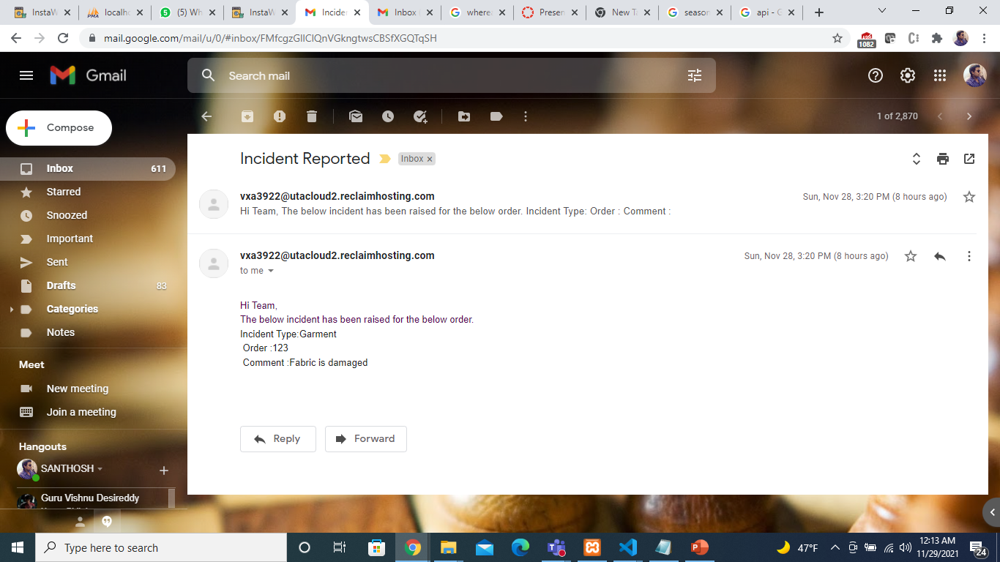 InstaW
localho
(5) Wh
InstaW
Inciden
Inbox
wherea
Presen
New Ta
season
api - G
mail.google.com/mail/u/0/#inbox/FMfcgzGllClQnVGkngtwsCBSfXGQTqSH
1082
Gmail
Search mail
Compose
1 of 2,870
Inbox 611
Starred
Snoozed
Important
Sent
Drafts 83
Categories
Notes
Meet
New meeting
Join a meeting
Hangouts
SANTHOSH
Guru Vishnu Desireddy
Incident Reported
Inbox ×
vxa3922@utacloud2.reclaimhosting.com
Sun, Nov 28, 3:20 PM (8 hours ago)
Hi Team, The below incident has been raised for the below order. Incident Type: Order : Comment :
vxa3922@utacloud2.reclaimhosting.com
Sun, Nov 28, 3:20 PM (8 hours ago)
to me
Hi Team,
The below incident has been raised for the below order.
Incident Type:Garment
Order :123
Comment :Fabric is damaged
Reply
Forward
Type here to search
47°F
12:13 AM
11/29/2021
24